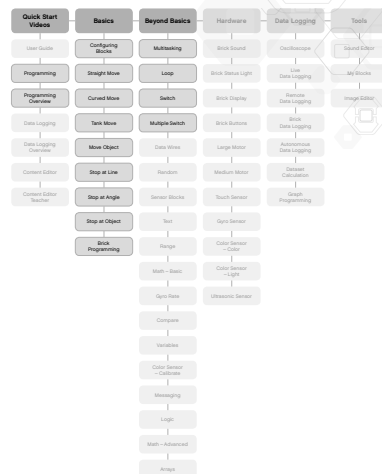 Quick Start
Videos
User Guide
Programming
Programming
Overview
Data Logging
Data Logging
Overview
Content Editor
Content Editor
Teacher
Basics
Configuring
Blocks
Straight Move
Curved Move
Tank Move
Move Object
Stop at Line
Stop at Angle
Stop at Object
Brick
Programming
Beyond Basics
Multitasking
Loop
Switch
Multiple Switch
Data Wires
Random
Sensor Blocks
Text
Range
Math – Basic
Gyro Rate
Compare
Variables
Color Sensor
– Calibrate
Messaging
Logic
Math – Advanced
Arrays
Hardware
Brick Sound
Brick Status Light
Brick Display
Brick Buttons
Large Motor
Medium Motor
Touch Sensor
Gyro Sensor
Color Sensor
– Color
Color Sensor
– Light
Ultrasonic Sensor
Data Logging
Oscilloscope
Live
Data Logging
Remote
Data Logging
Brick
Data Logging
Autonomous
Data Logging
Dataset
Calculation
Graph
Programming
Tools
Sound Editor
My Blocks
Image Editor